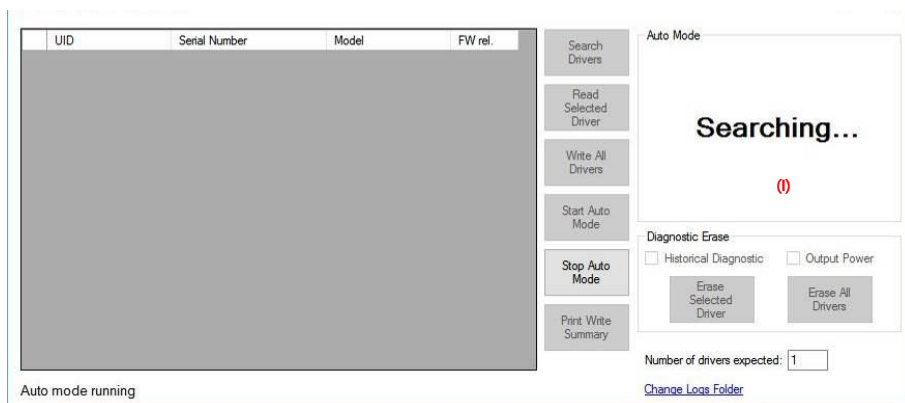 UID Serial Number Model FW rel.
Search
Drivers
Read
Selected
Driver
Write All
Drivers
Start Auto
Mode
Stop Auto
Mode
Print Write
Summary
Auto Mode
Searching...
(I)
Diagnostic Erase
Historical Diagnostic Output Power
Erase
Selected
Driver
Erase All
Drivers
Number of drivers expected: 1
Auto mode running
Change Logs Folder